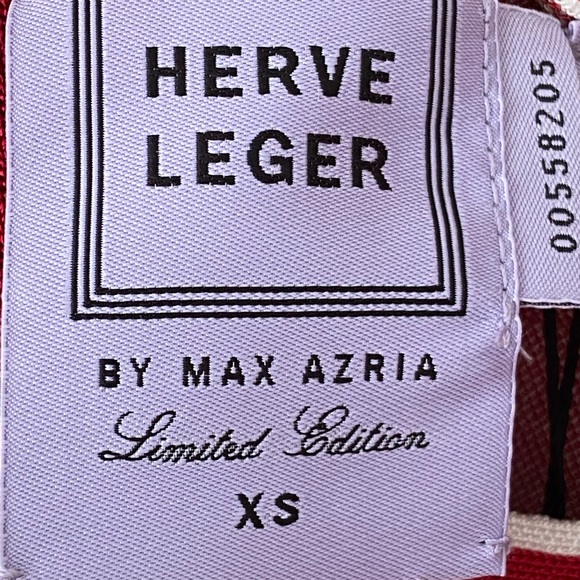 HERVE
LEGER
BY MAX AZRIA
Limited Edition
XS
00558205